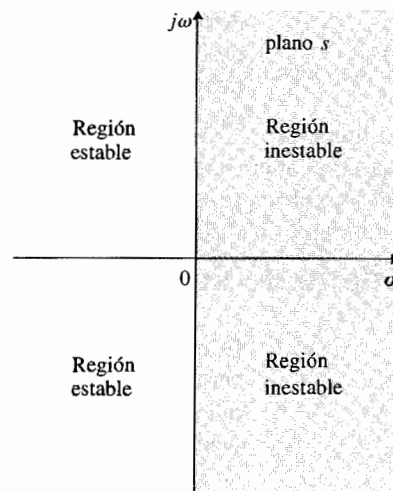 jω
plano s
Región
estable
Región
inestable
0
σ
Región
estable
Región
inestable